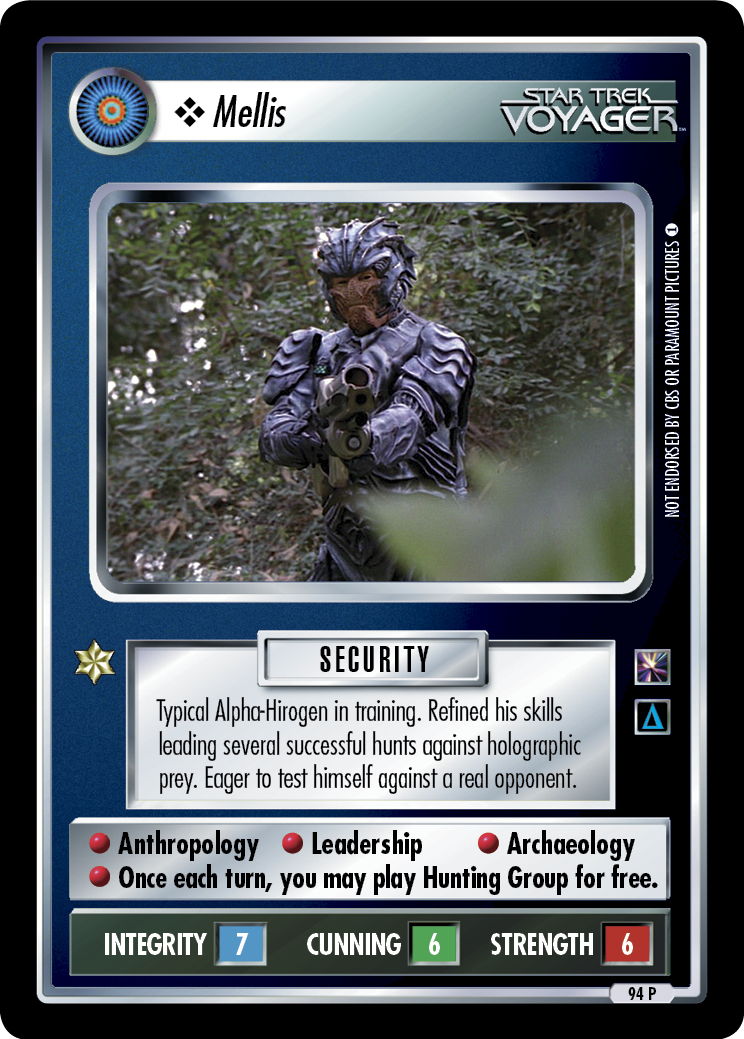 ❖ Mellis
STAR TREK
VOYAGER™
NOT ENDORSED BY CBS OR PARAMOUNT PICTURES
SECURITY
Typical Alpha-Hirogen in training. Refined his skills
leading several successful hunts against holographic
prey. Eager to test himself against a real opponent.
Anthropology Leadership Archaeology
Once each turn, you may play Hunting Group for free.
INTEGRITY 7 CUNNING 6 STRENGTH 6
94 P